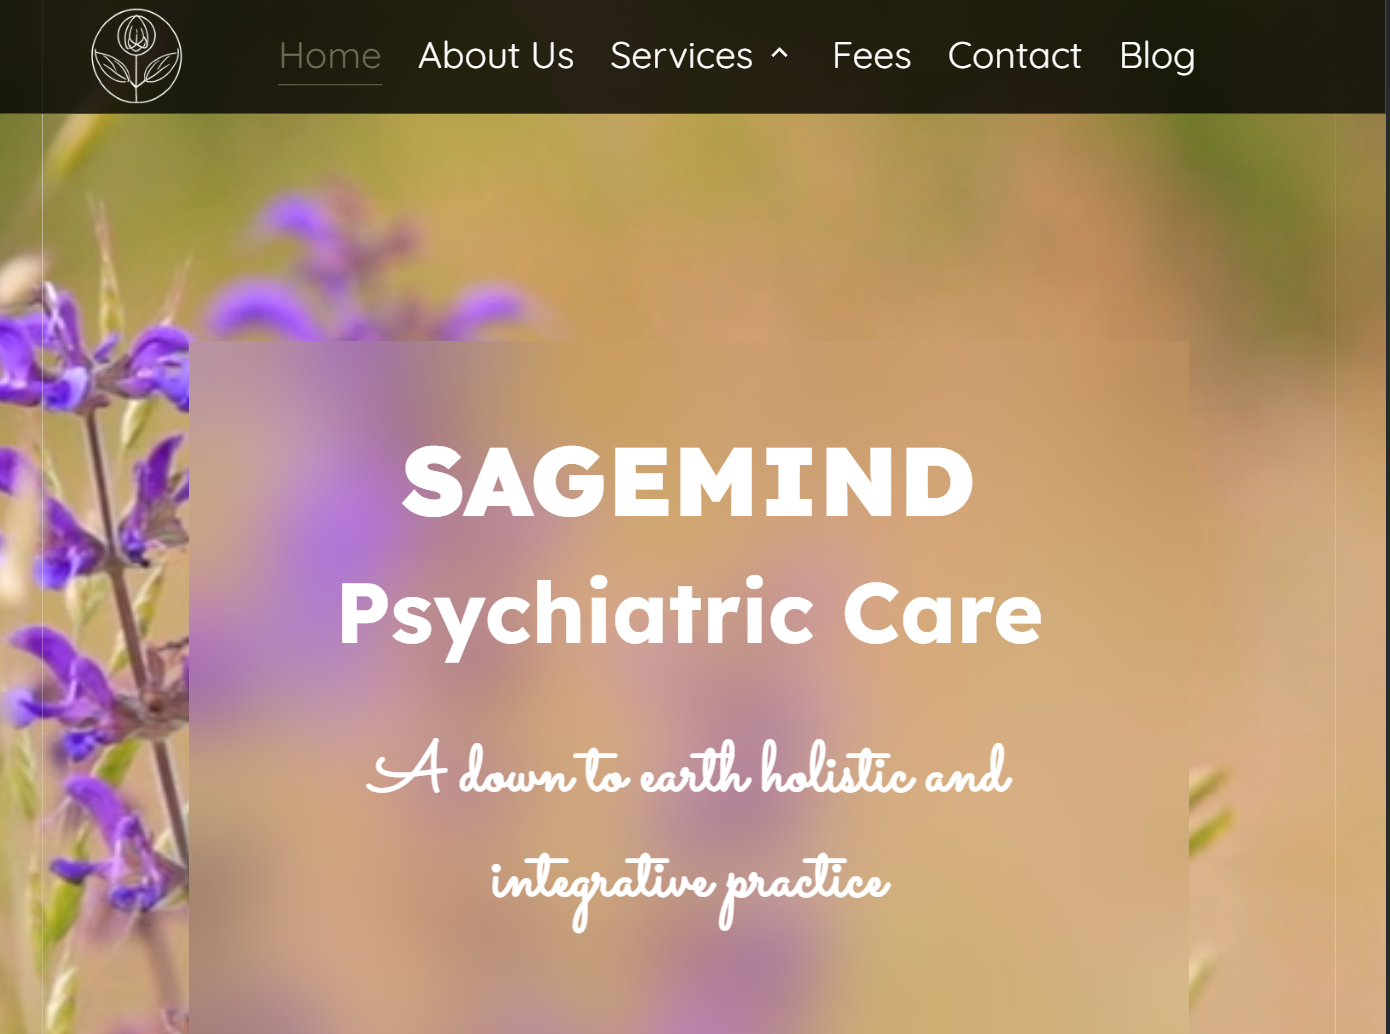 Home About Us Services Fees Contact Blog
SAGEMIND
Psychiatric Care
A down to earth holistic and
integrative practice